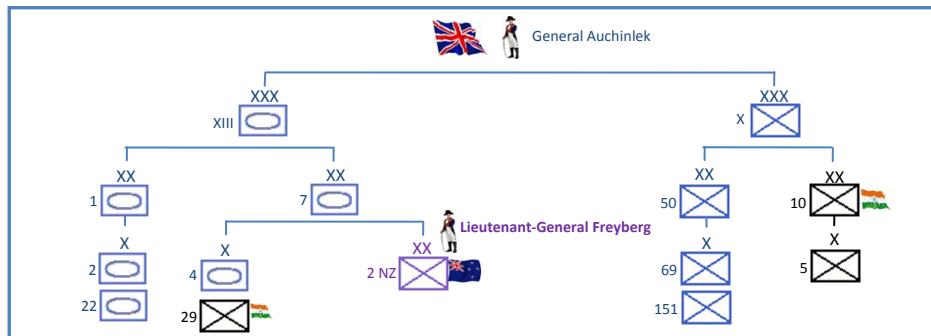 General Auchinlek
XXX
XXX
XIII
X
XX
XX
XX
XX
1
7
50
10
Lieutenant-General Freyberg
X
X
XX
X
X
2
4
2 NZ
69
5
22
29
151